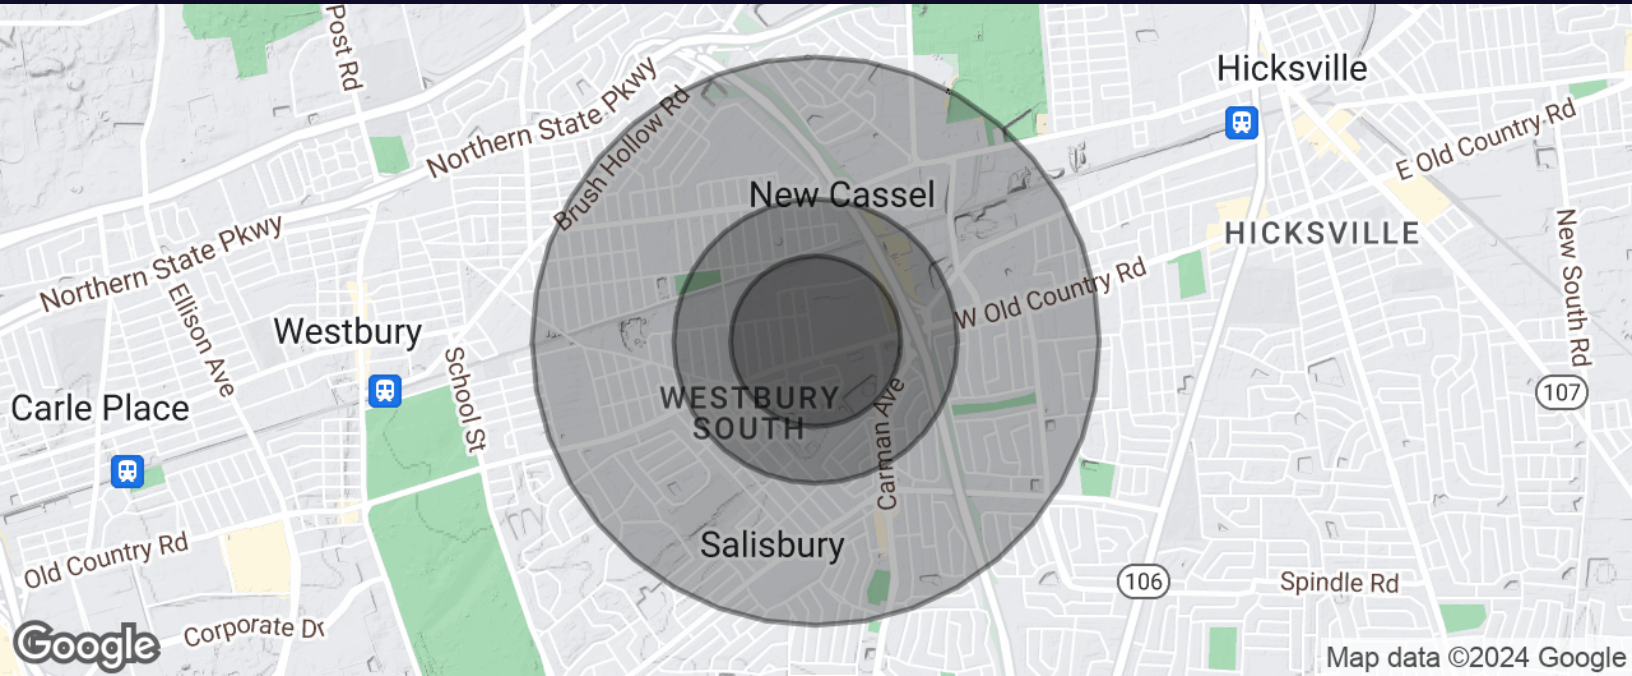 Post Rd
Northern State Pkwy
Brush Hollow Rd
Hicksville
E Old Country Rd
New Cassel
HICKSVILLE
New South Rd
Northern State Pkwy
Ellison Ave
W Old Country Rd
Westbury
School St
Carle Place
WESTBURY
SOUTH
Carman Ave
107
Salisbury
Old Country Rd
106
Spindle Rd
Corporate Dr
Google
Map data ©2024 Google